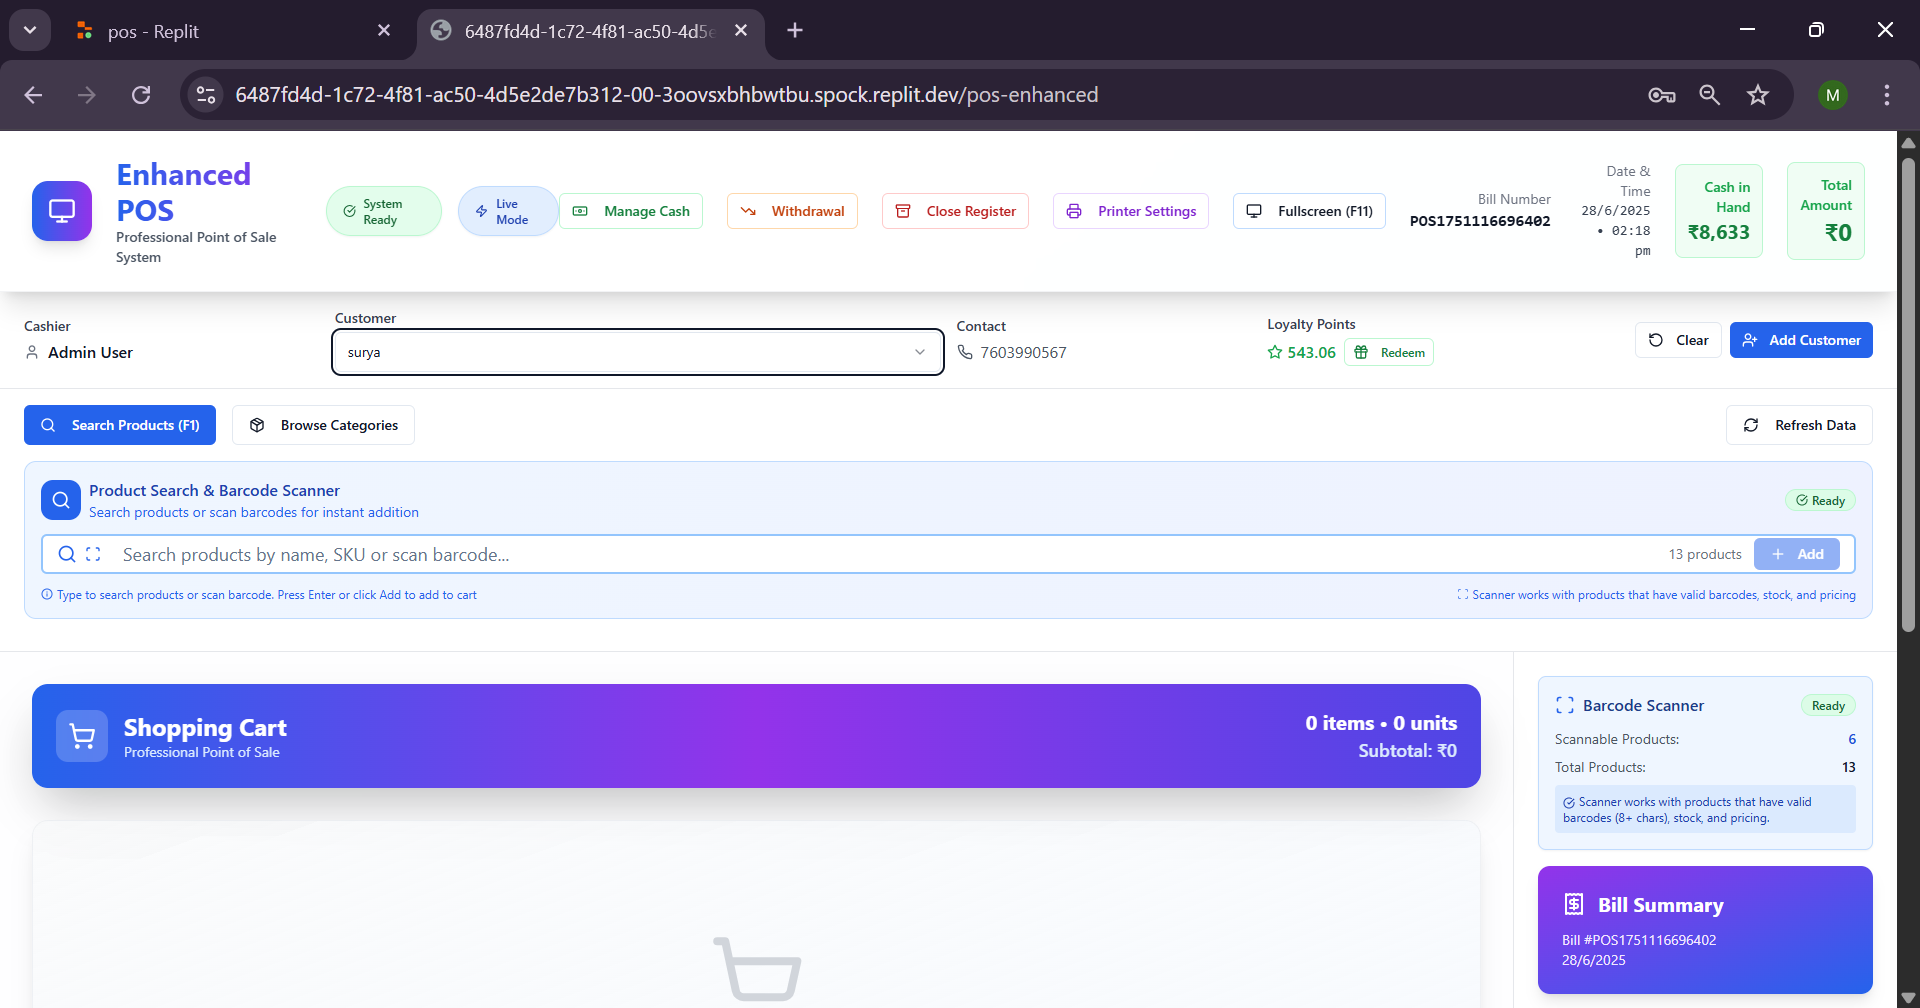 pos - Replit
6487fd4d-1c72-4f81-ac50-4d5e
6487fd4d-1c72-4f81-ac50-4d5e2de7b312-00-3oovsxbhbwtbu.spock.replit.dev/pos-enhanced
M
Enhanced
POS
Professional Point of Sale
System
System
Ready
Live
Mode
Manage Cash
Withdrawal
Close Register
Printer Settings
Fullscreen (F11)
Bill Number
POS1751116696402
Date &
Time
28/6/2025
• 02:18
pm
Cash in
Hand
₹8,633
Total
Amount
₹0
Cashier
Admin User
Customer
surya
Contact
7603990567
Loyalty Points
543.06
Redeem
Clear
Add Customer
Search Products (F1)
Browse Categories
Refresh Data
Product Search & Barcode Scanner
Search products or scan barcodes for instant addition
Ready
Search products by name, SKU or scan barcode...
13 products
+ Add
Type to search products or scan barcode. Press Enter or click Add to add to cart
Scanner works with products that have valid barcodes, stock, and pricing
Shopping Cart
Professional Point of Sale
0 items • 0 units
Subtotal: ₹0
Barcode Scanner
Ready
Scannable Products: 6
Total Products: 13
Scanner works with products that have valid
barcodes (8+ chars), stock, and pricing.
Bill Summary
Bill #POS1751116696402
28/6/2025